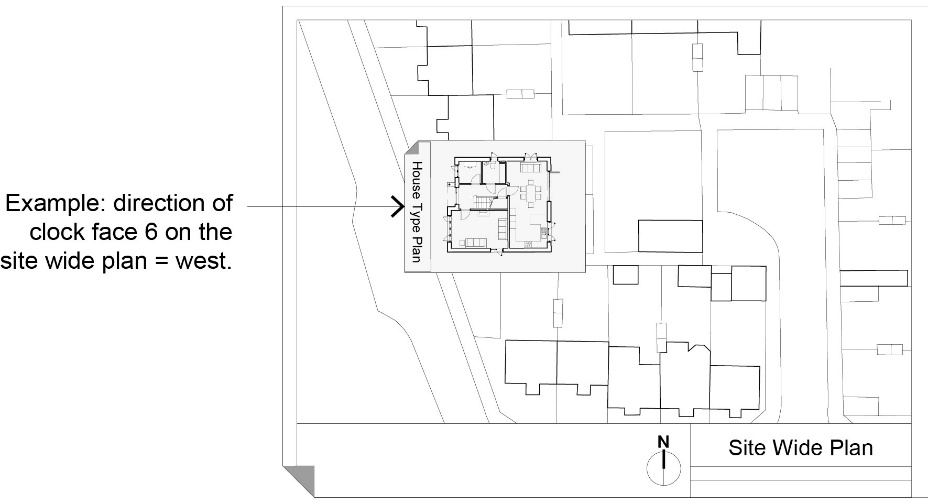 Example: direction of
clock face 6 on the
site wide plan = west.
House Type Plan
N
Site Wide Plan